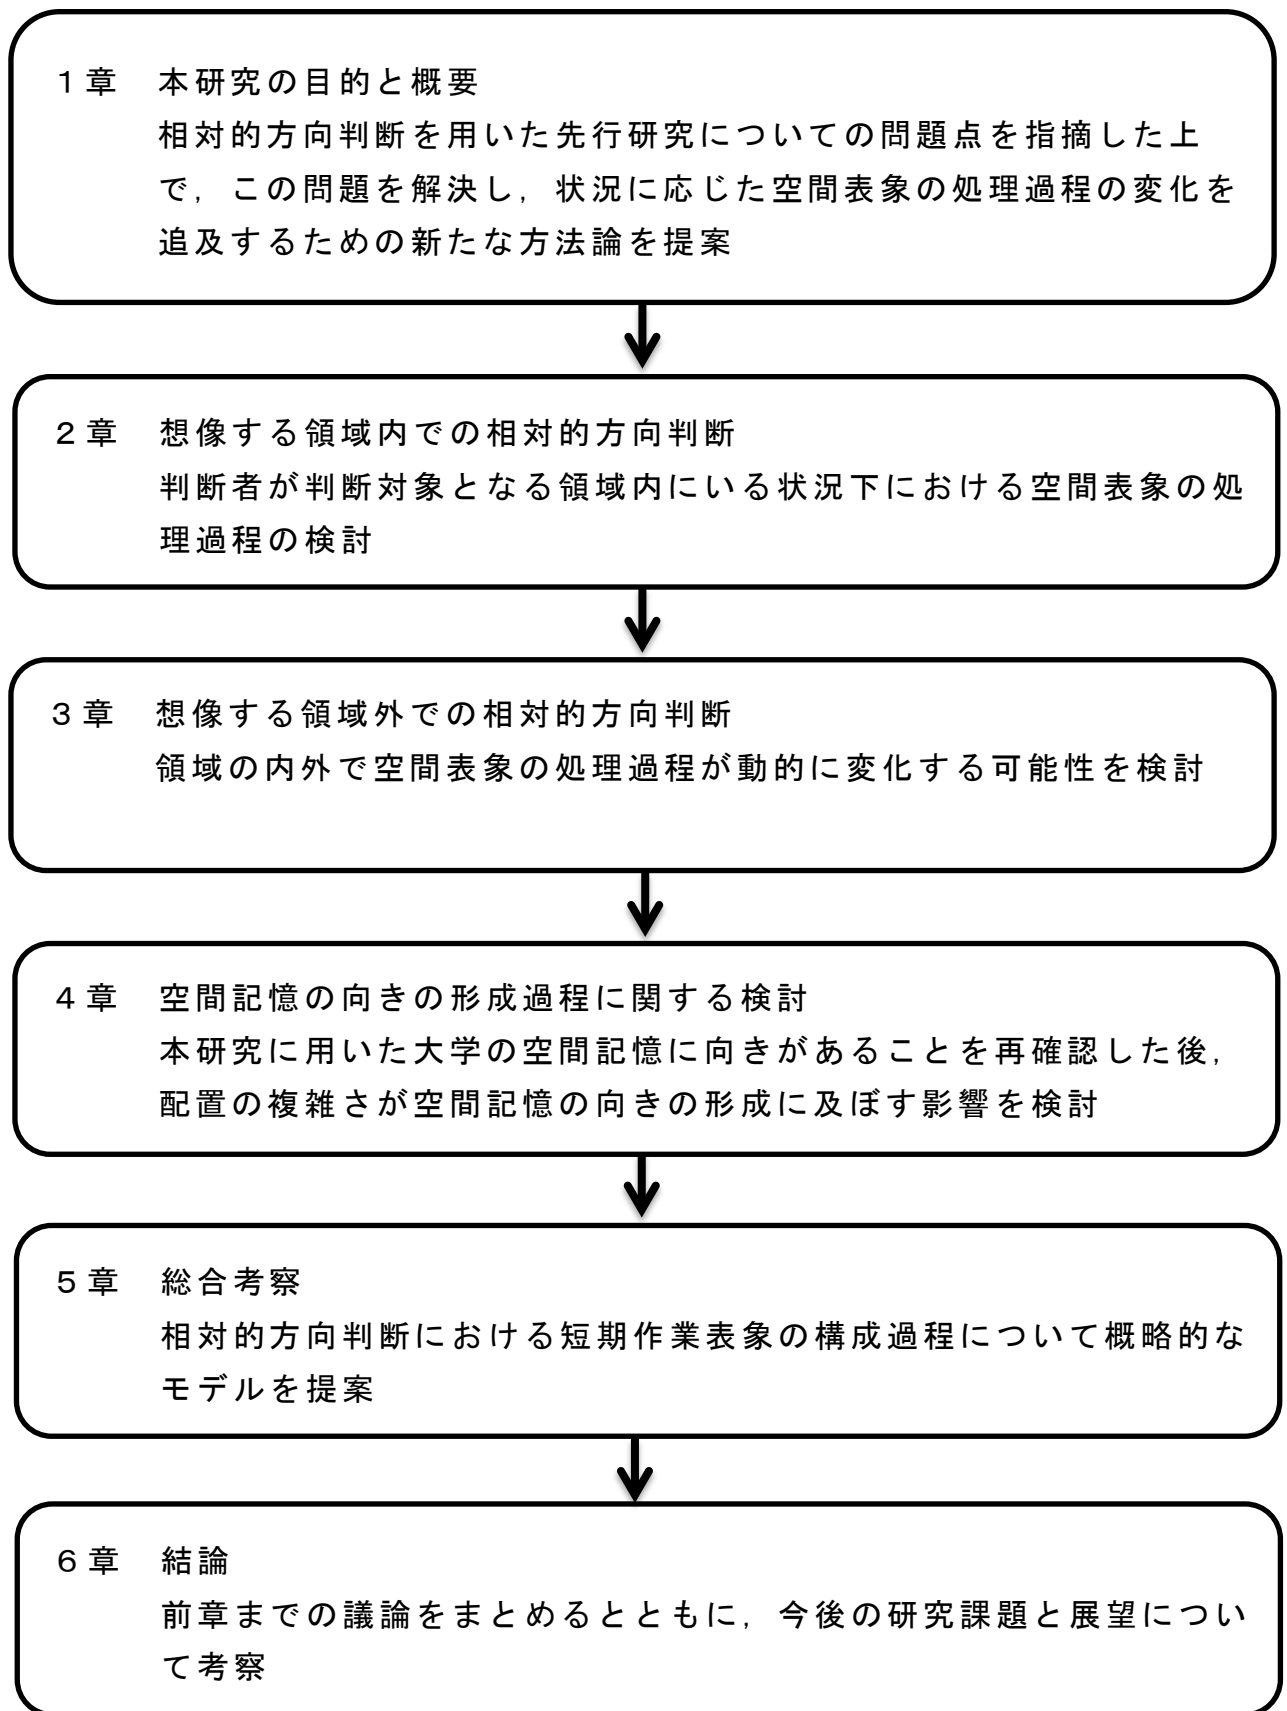 1章　本研究の目的と概要
相対的方向判断を用いた先行研究についての問題点を指摘した上
で，この問題を解決し，状況に応じた空間表象の処理過程の変化を
追及するための新たな方法論を提案
2章　想像する領域内での相対的方向判断
判断者が判断対象となる領域内にいる状況下における空間表象の処
理過程の検討
3章　想像する領域外での相対的方向判断
領域の内外で空間表象の処理過程が動的に変化する可能性を検討
4章　空間記憶の向きの形成過程に関する検討
本研究に用いた大学の空間記憶に向きがあることを再確認した後，
配置の複雑さが空間記憶の向きの形成に及ぼす影響を検討
5章　総合考察
相対的方向判断における短期作業表象の構成過程について概略的な
モデルを提案
6章　結論
前章までの議論をまとめるとともに，今後の研究課題と展望につい
て考察